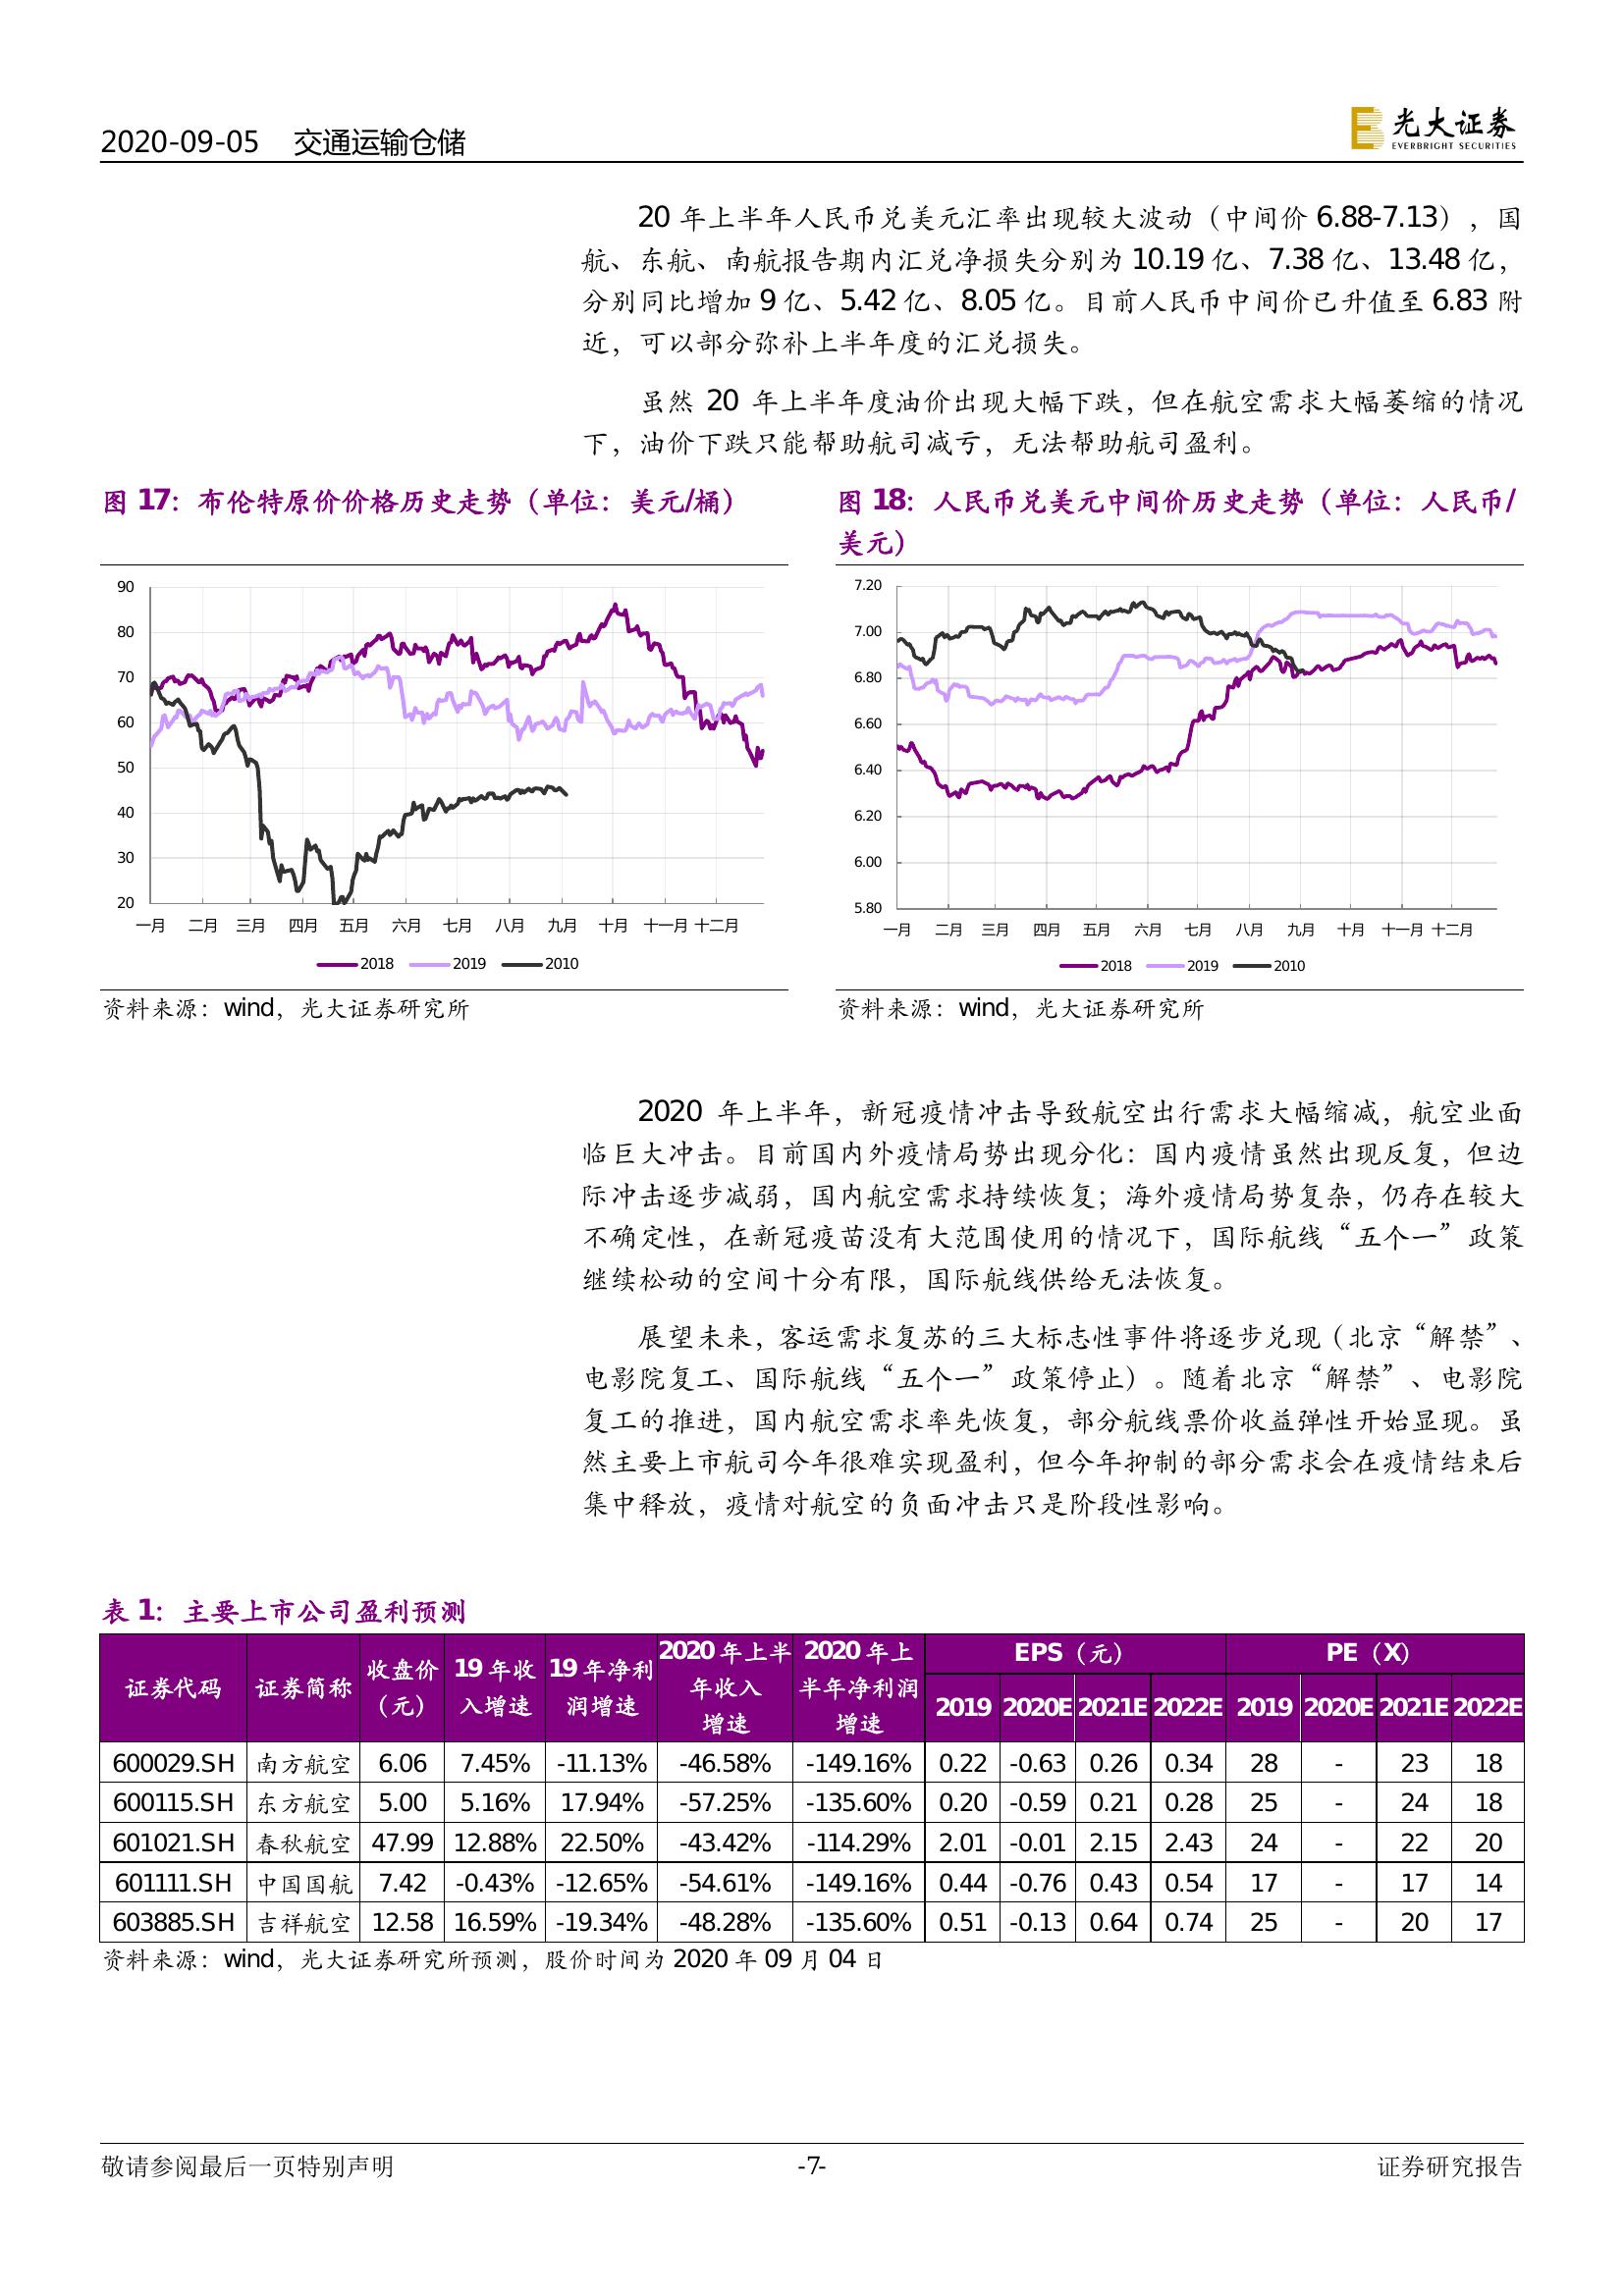 2020-09-05 交通运输仓储
光大证券
EVERBRIGHT SECURITIES
20 年上半年人民币兑美元汇率出现较大波动（中间价 6.88-7.13），国
航、东航、南航报告期内汇兑净损失分别为 10.19 亿、7.38 亿、13.48 亿，
分别同比增加 9 亿、5.42 亿、8.05 亿。目前人民币中间价已升值至 6.83 附
近，可以部分弥补上半年度的汇兑损失。
虽然 20 年上半年度油价出现大幅下跌，但在航空需求大幅萎缩的情况
下，油价下跌只能帮助航司减亏，无法帮助航司盈利。
图 17：布伦特原价价格历史走势（单位：美元/桶）
90
80
70
60
50
40
30
20
一月 二月 三月 四月 五月 六月 七月 八月 九月 十月 十一月 十二月
2018 2019 2010
资料来源：wind，光大证券研究所
图 18：人民币兑美元中间价历史走势（单位：人民币/
美元）
7.20
7.00
6.80
6.60
6.40
6.20
6.00
5.80
一月 二月 三月 四月 五月 六月 七月 八月 九月 十月 十一月 十二月
2018 2019 2010
资料来源：wind，光大证券研究所
2020 年上半年，新冠疫情冲击导致航空出行需求大幅缩减，航空业面
临巨大冲击。目前国内外疫情局势出现分化：国内疫情虽然出现反复，但边
际冲击逐步减弱，国内航空需求持续恢复；海外疫情局势复杂，仍存在较大
不确定性，在新冠疫苗没有大范围使用的情况下，国际航线“五个一”政策
继续松动的空间十分有限，国际航线供给无法恢复。
展望未来，客运需求复苏的三大标志性事件将逐步兑现（北京“解禁”、
电影院复工、国际航线“五个一”政策停止）。随着北京“解禁”、电影院
复工的推进，国内航空需求率先恢复，部分航线票价收益弹性开始显现。虽
然主要上市航司今年很难实现盈利，但今年抑制的部分需求会在疫情结束后
集中释放，疫情对航空的负面冲击只是阶段性影响。
表 1：主要上市公司盈利预测
证券代码 证券简称 收盘价（元） 19 年收入增速 19 年净利润增速 2020 年上半年收入增速 2020 年上半年净利润增速 EPS（元） PE（X）
2019 2020E 2021E 2022E 2019 2020E 2021E 2022E
600029.SH 南方航空 6.06 7.45% -11.13% -46.58% -149.16% 0.22 -0.63 0.26 0.34 28 - 23 18
600115.SH 东方航空 5.00 5.16% 17.94% -57.25% -135.60% 0.20 -0.59 0.21 0.28 25 - 24 18
601021.SH 春秋航空 47.99 12.88% 22.50% -43.42% -114.29% 2.01 -0.01 2.15 2.43 24 - 22 20
601111.SH 中国国航 7.42 -0.43% -12.65% -54.61% -149.16% 0.44 -0.76 0.43 0.54 17 - 17 14
603885.SH 吉祥航空 12.58 16.59% -19.34% -48.28% -135.60% 0.51 -0.13 0.64 0.74 25 - 20 17
资料来源：wind，光大证券研究所预测，股价时间为 2020 年 09 月 04 日
敬请参阅最后一页特别声明 -7- 证券研究报告